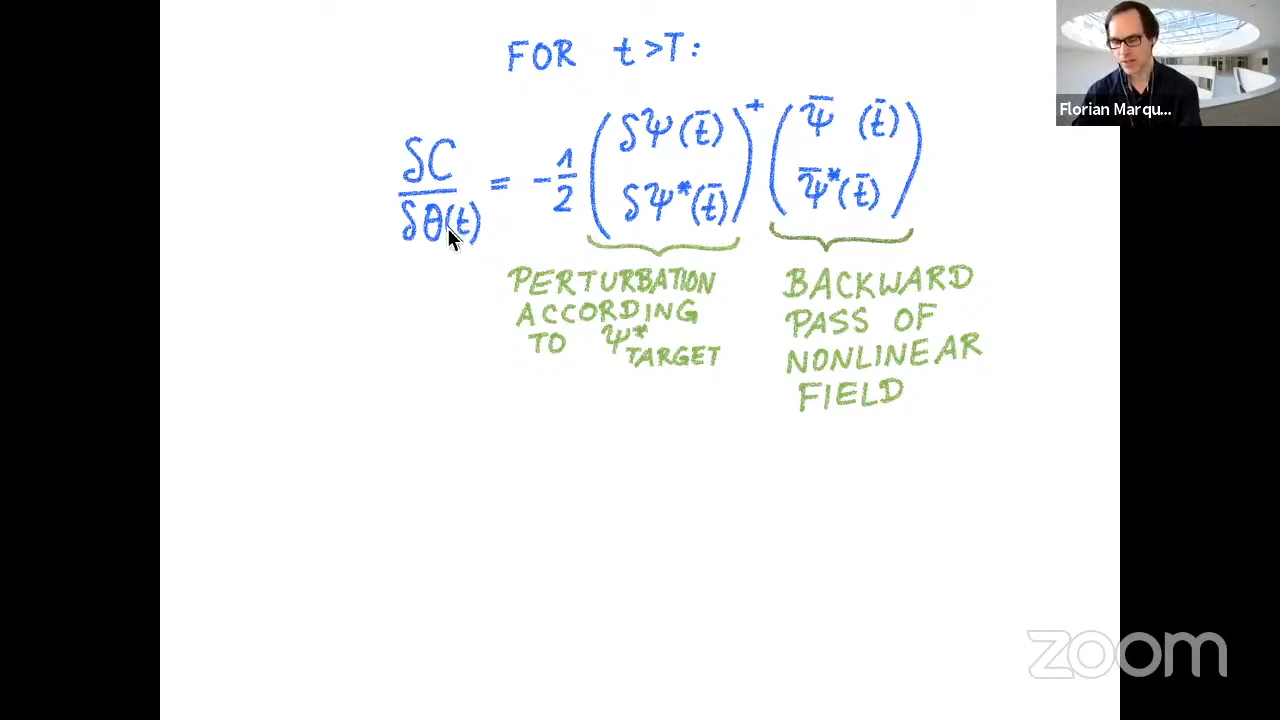 FOR t > T:
Florian Marqu...
δC/δθ(t) = -1/2 (δΨ(t̄) δΨ*(t̄))† (Ψ̄(t̄) Ψ̄*(t̄))
PERTURBATION
ACCORDING
TO Ψ*
TARGET
BACKWARD
PASS OF
NONLINEAR
FIELD
zoom